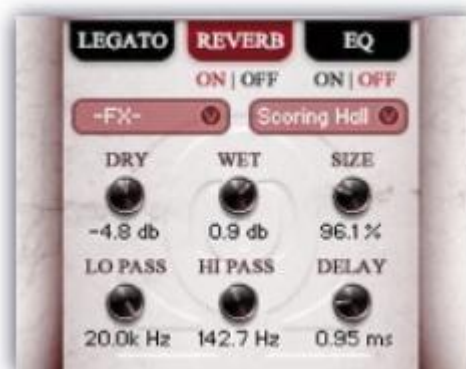 LEGATO REVERB EQ
ON | OFF ON | OFF
-FX- Scoring Hall
DRY WET SIZE
-4.8 db 0.9 db 96.1 %
LO PASS HI PASS DELAY
20.0k Hz 142.7 Hz 0.95 ms